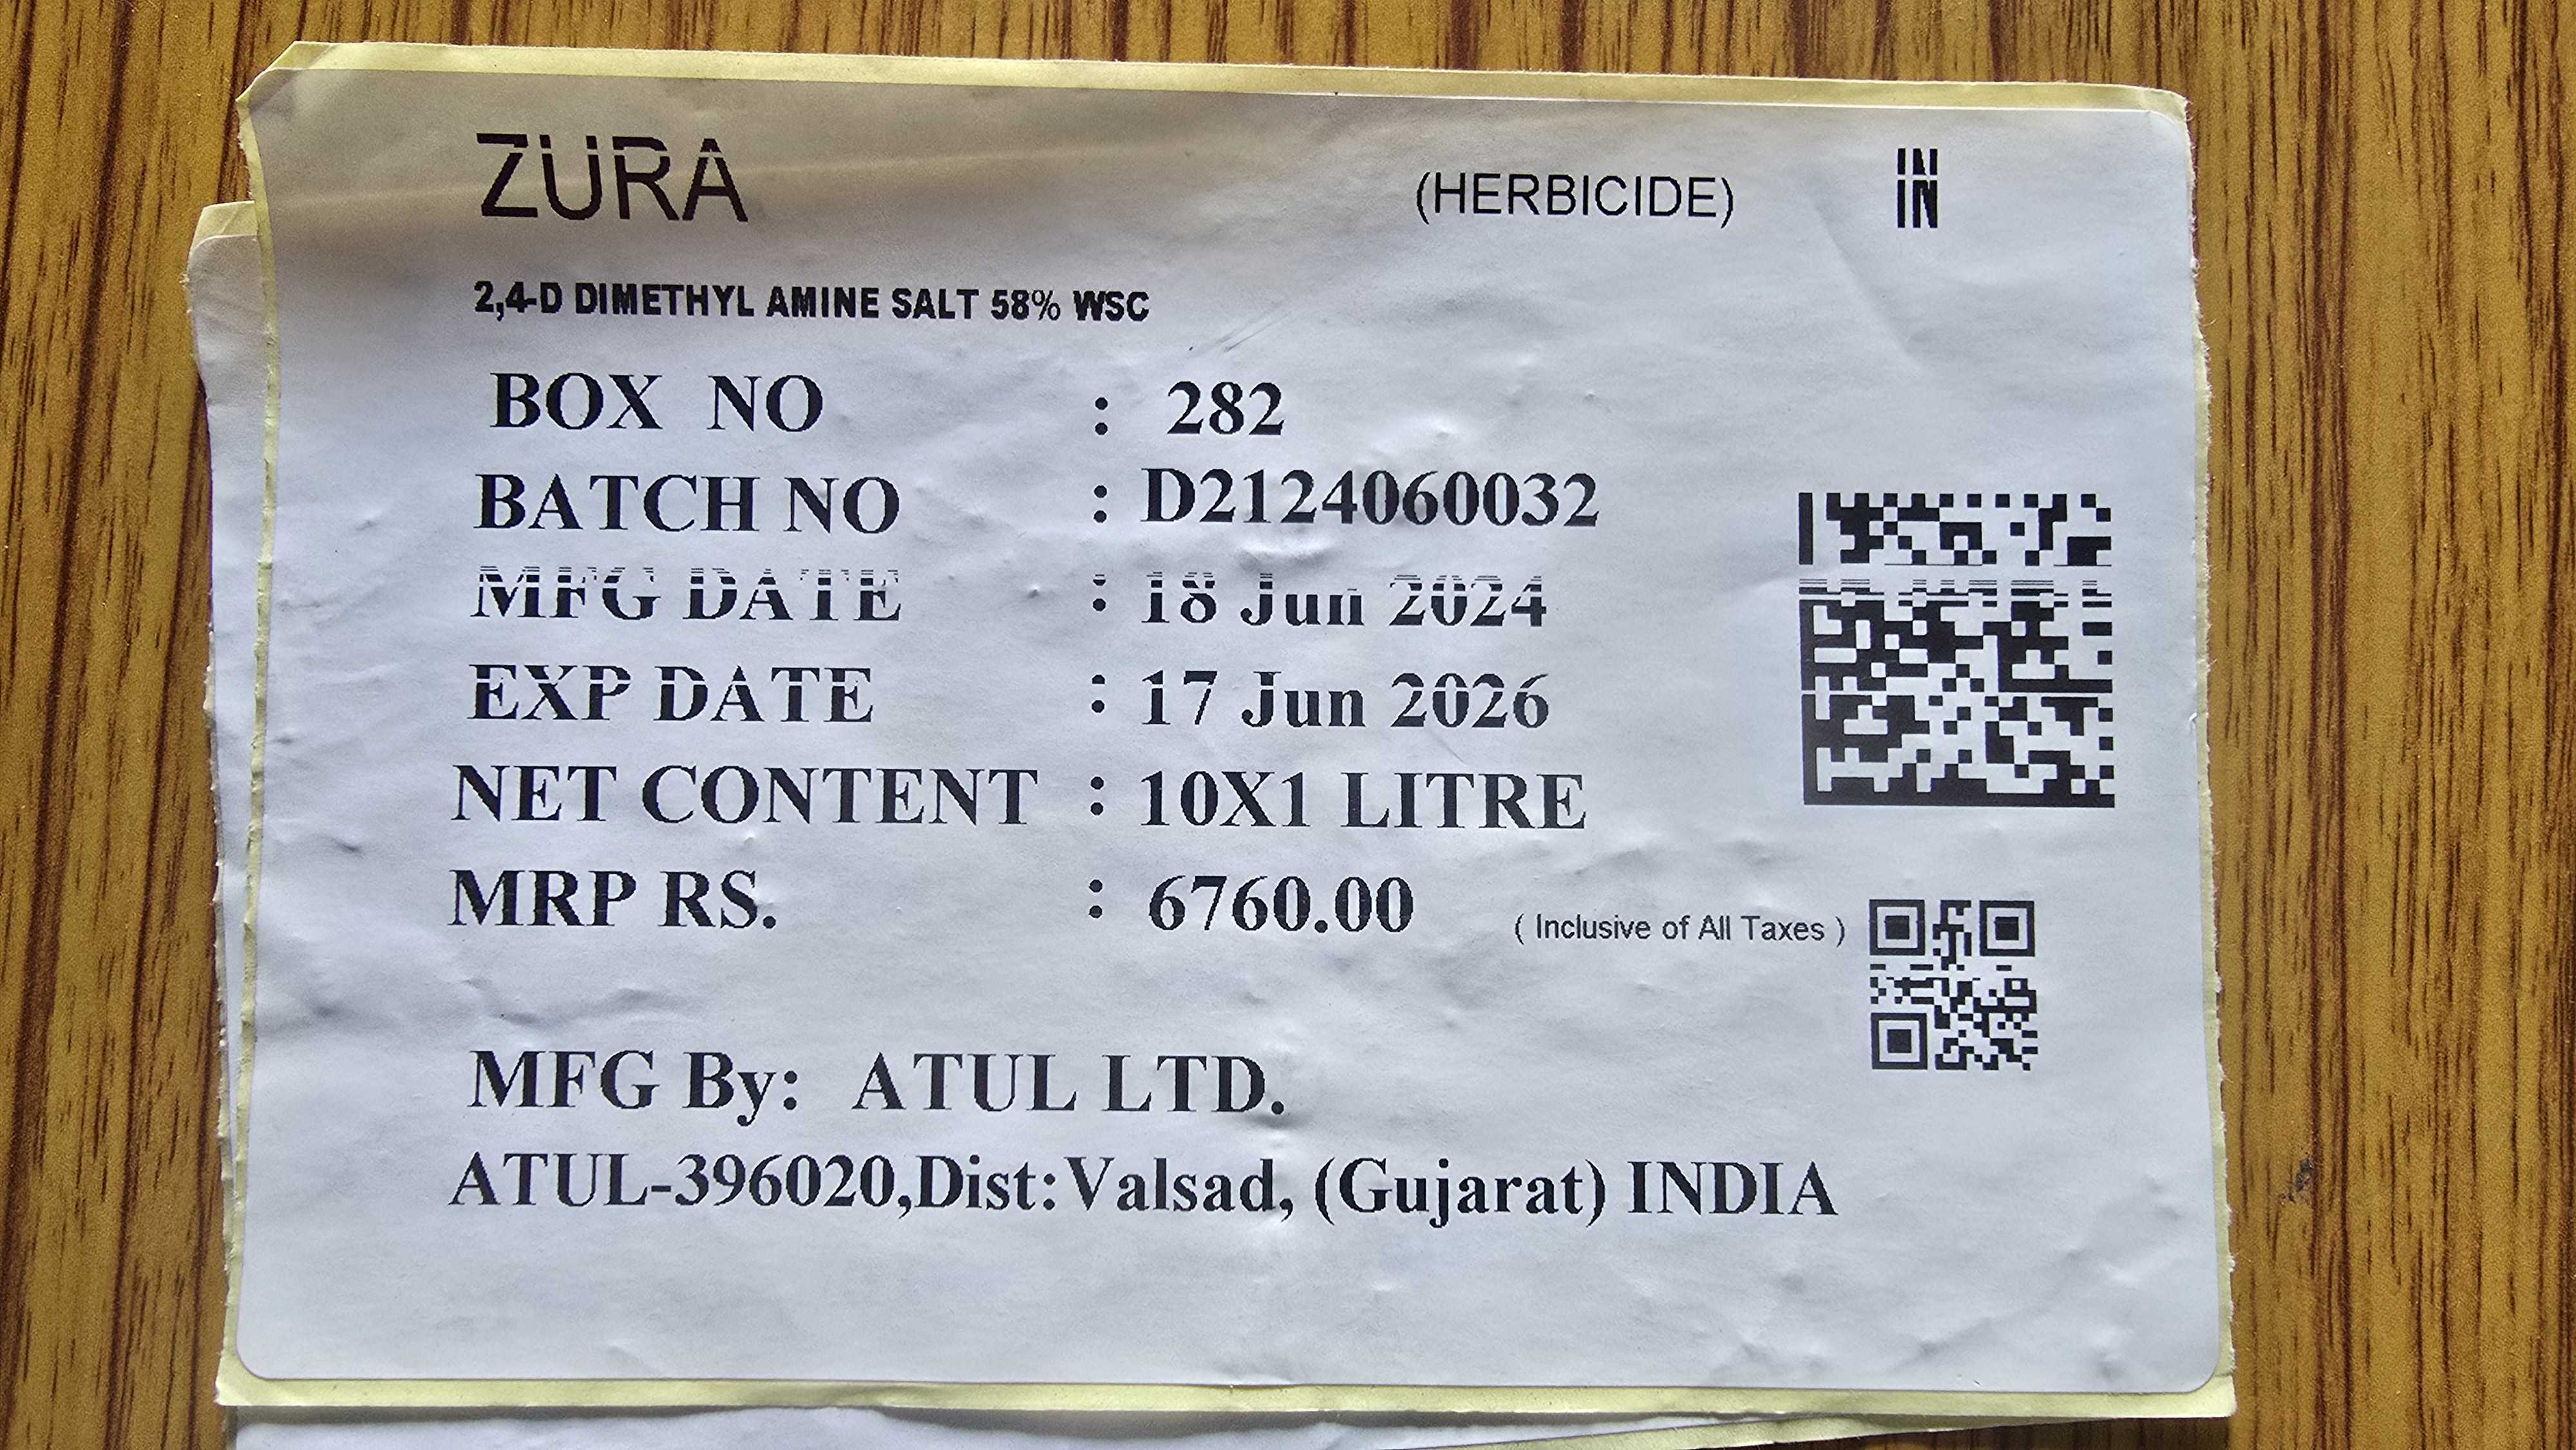 ZURA (HERBICIDE) IN
2,4-D DIMETHYL AMINE SALT 58% WSC
BOX NO : 282
BATCH NO : D2124060032
MFG DATE : 18 Jun 2024
EXP DATE : 17 Jun 2026
NET CONTENT : 10X1 LITRE
MRP RS. : 6760.00 ( Inclusive of All Taxes )
MFG By: ATUL LTD.
ATUL-396020,Dist:Valsad, (Gujarat) INDIA